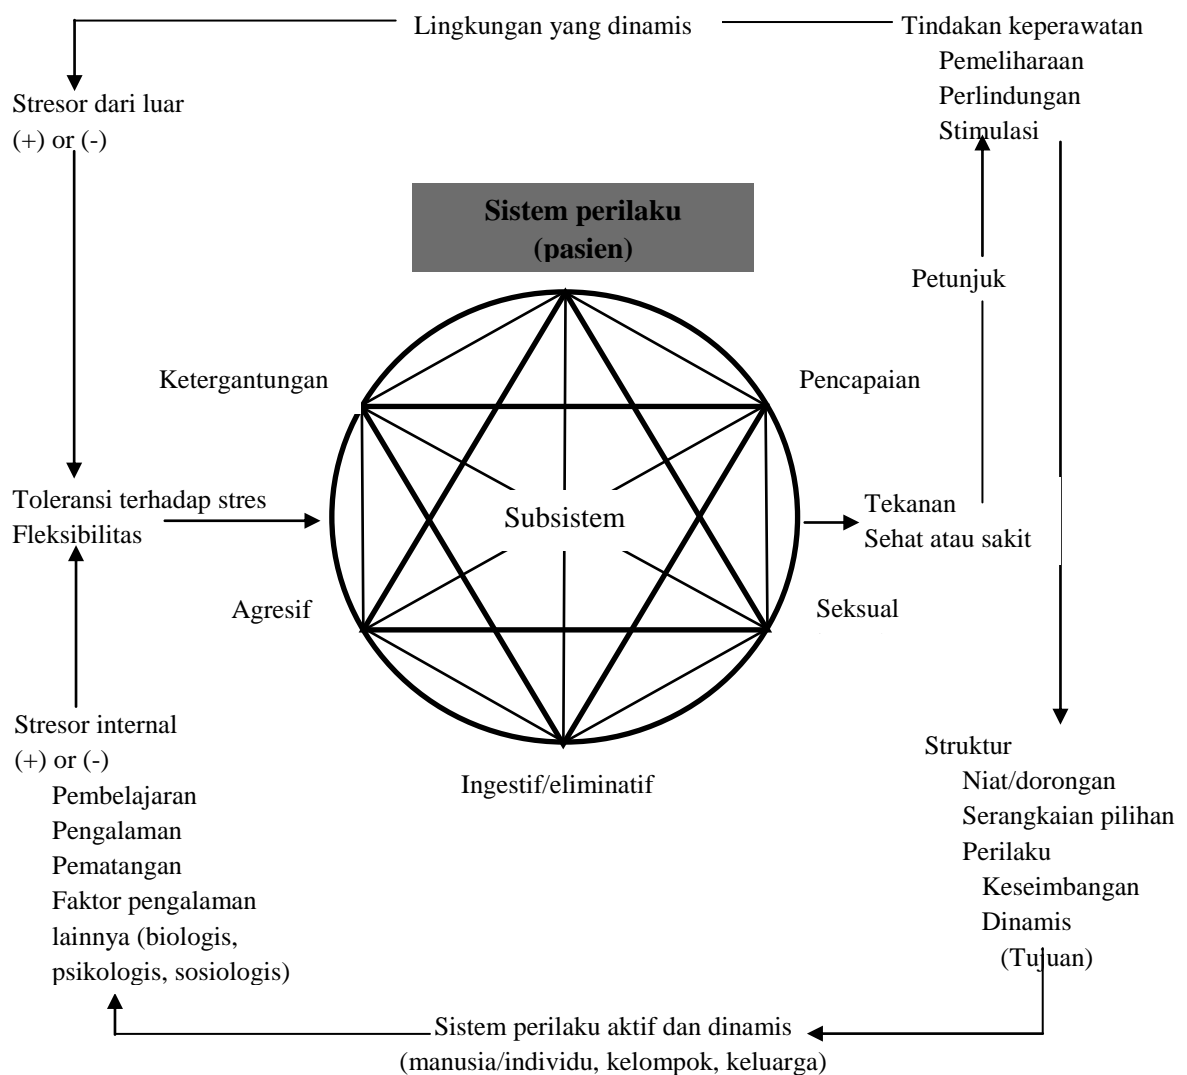 Lingkungan yang dinamis
Tindakan keperawatan
Pemeliharaan
Perlindungan
Stimulasi
Stresor dari luar
(+) or (-)
Sistem perilaku
(pasien)
Petunjuk
Ketergantungan
Pencapaian
Toleransi terhadap stres
Fleksibilitas
Subsistem
Tekanan
Sehat atau sakit
Agresif
Seksual
Ingestif/eliminatif
Stresor internal
(+) or (-)
Pembelajaran
Pengalaman
Pematangan
Faktor pengalaman
lainnya (biologis,
psikologis, sosiologis)
Struktur
Niat/dorongan
Serangkaian pilihan
Perilaku
Keseimbangan
Dinamis
(Tujuan)
Sistem perilaku aktif dan dinamis
(manusia/individu, kelompok, keluarga)